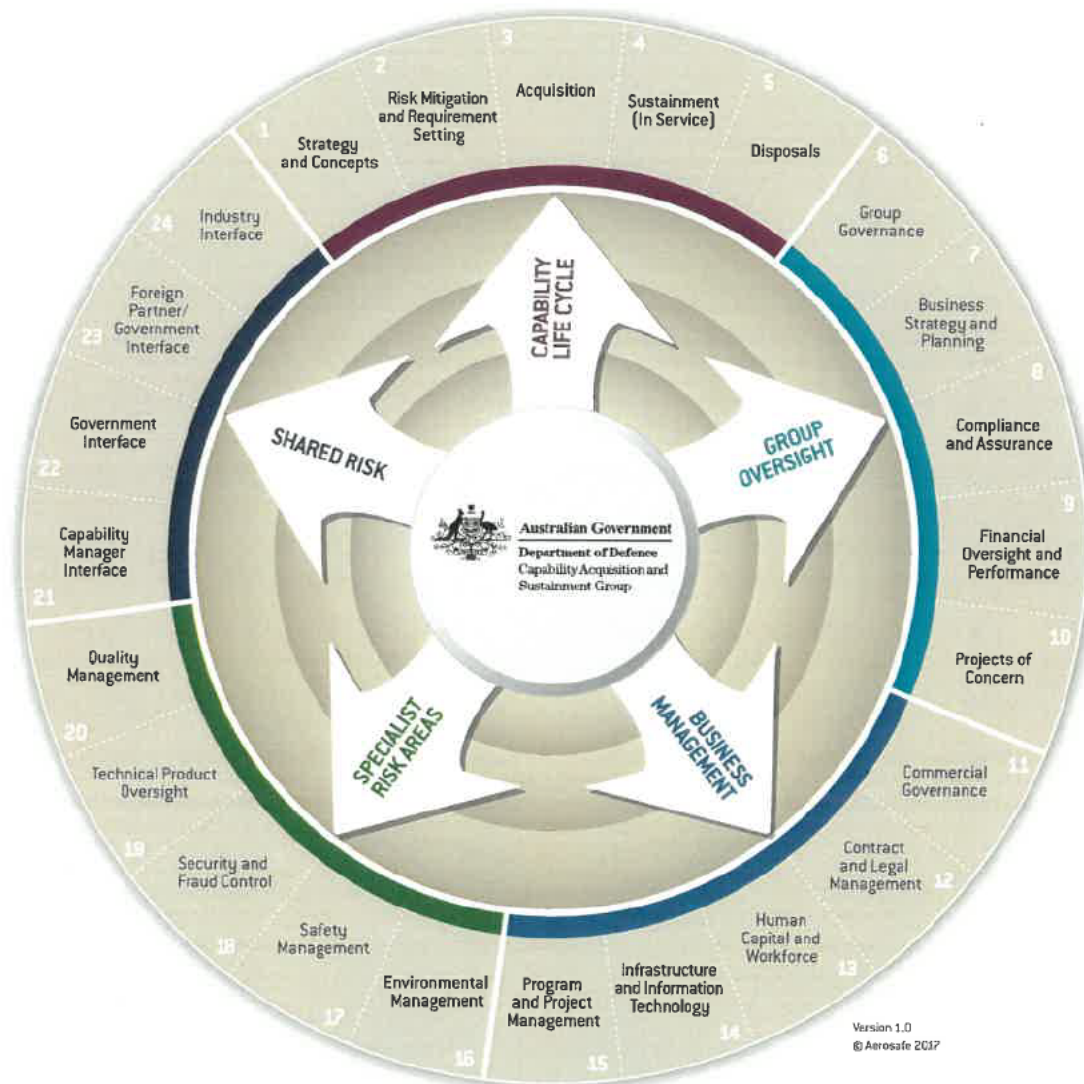 1
Strategy
and Concepts
2
Risk Mitigation
and Requirement
Setting
3
Acquisition
4
Sustainment
(In Service)
5
Disposals
6
Group
Governance
7
Business
Strategy and
Planning
8
Compliance
and Assurance
9
Financial
Oversight and
Performance
10
Projects of
Concern
11
Commercial
Governance
12
Contract
and Legal
Management
13
Human
Capital and
Workforce
14
Infrastructure
and Information
Technology
15
Program
and Project
Management
16
Environmental
Management
17
Safety
Management
18
Security and
Fraud Control
19
Technical Product
Oversight
20
Quality
Management
21
Capability
Manager
Interface
22
Government
Interface
23
Foreign
Partner/
Government
Interface
24
Industry
Interface
CAPABILITY
LIFE CYCLE
GROUP
OVERSIGHT
BUSINESS
MANAGEMENT
SPECIALIST
RISK AREAS
SHARED RISK
Australian Government
Department of Defence
Capability Acquisition and
Sustainment Group
Version 1.0
© Aerosafe 2017